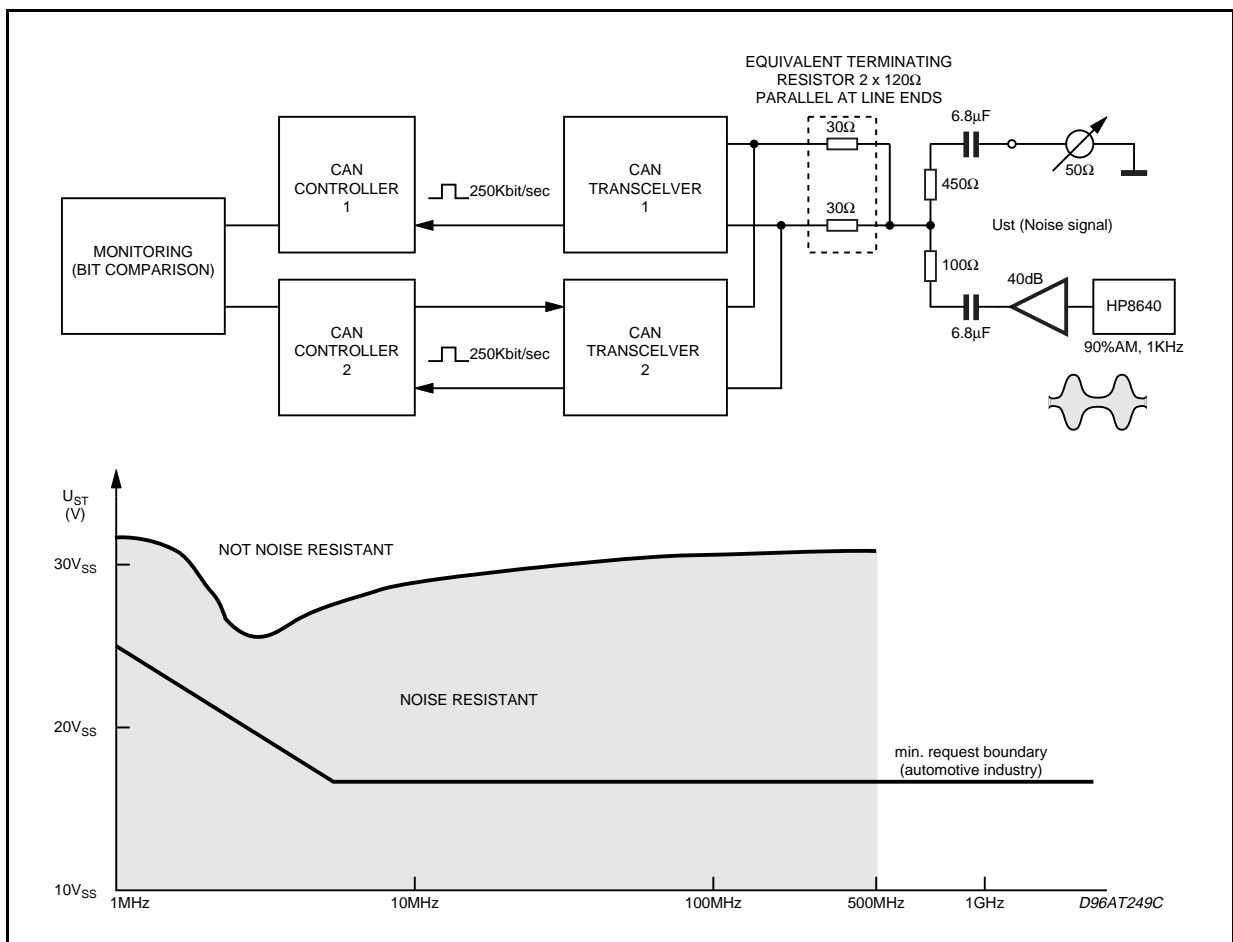 EQUIVALENT TERMINATING
RESISTOR 2 x 120Ω
PARALLEL AT LINE ENDS
30Ω
6.8µF
50Ω
CAN
CONTROLLER
1
250Kbit/sec
CAN
TRANSCELVER
1
450Ω
30Ω
Ust (Noise signal)
MONITORING
(BIT COMPARISON)
100Ω
40dB
HP8640
6.8µF
90%AM, 1KHz
CAN
CONTROLLER
2
250Kbit/sec
CAN
TRANSCELVER
2
UST
(V)
NOT NOISE RESISTANT
30VSS
NOISE RESISTANT
20VSS
min. request boundary
(automotive industry)
10VSS
1MHz
10MHz
100MHz
500MHz
1GHz
D96AT249C